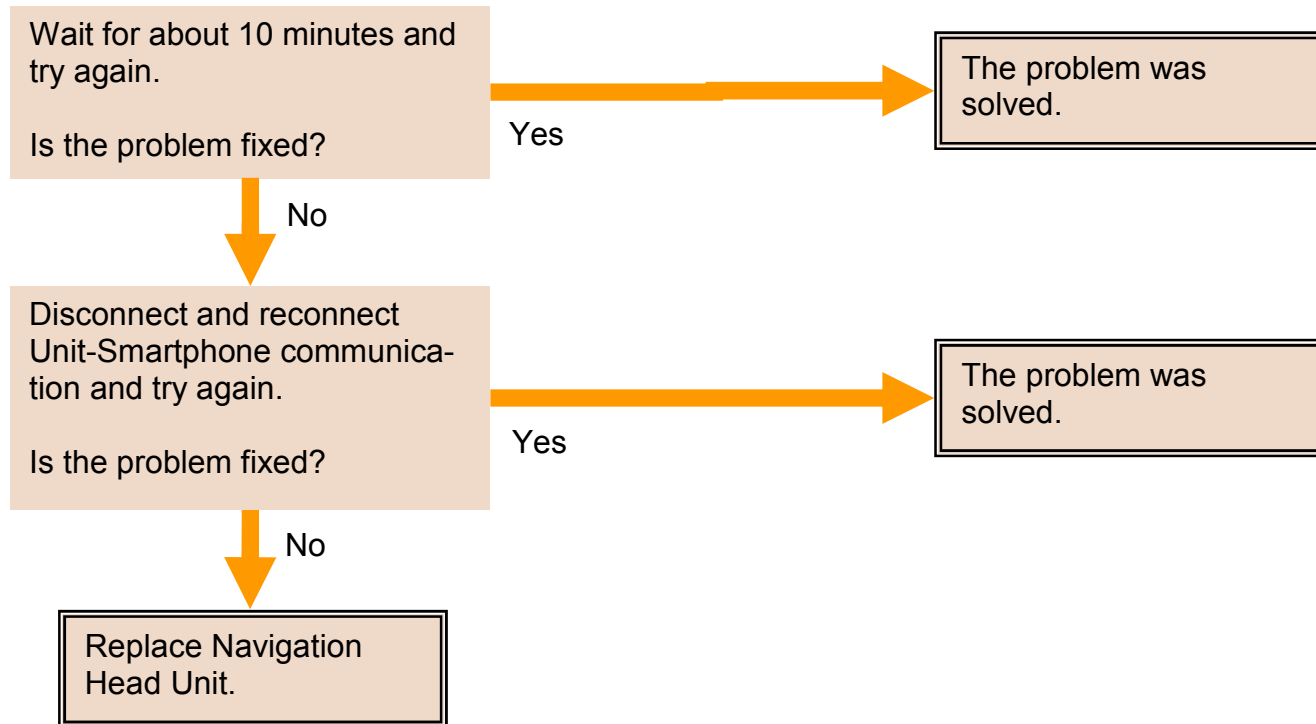 Wait for about 10 minutes and
try again.
Is the problem fixed?
Yes
The problem was
solved.
No
Disconnect and reconnect
Unit-Smartphone communica-
tion and try again.
Is the problem fixed?
Yes
The problem was
solved.
No
Replace Navigation
Head Unit.